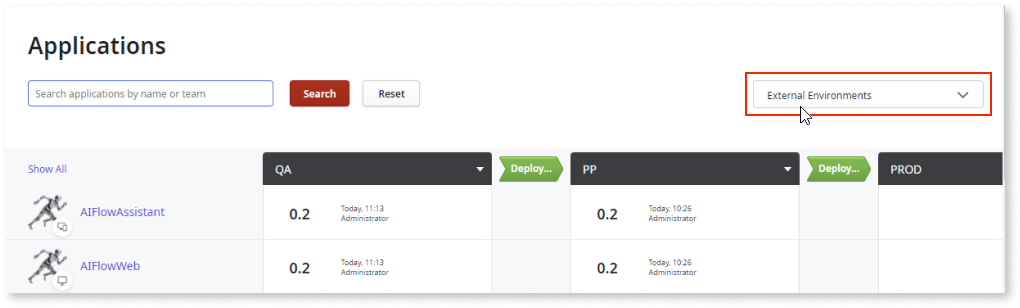 Applications
Search applications by name or team
Search
Reset
External Environments
Show All
QA
Deploy...
PP
Deploy...
PROD
AIFlowAssistant
0.2
Today, 11:13
Administrator
0.2
Today, 10:26
Administrator
AIFlowWeb
0.2
Today, 11:13
Administrator
0.2
Today, 10:26
Administrator